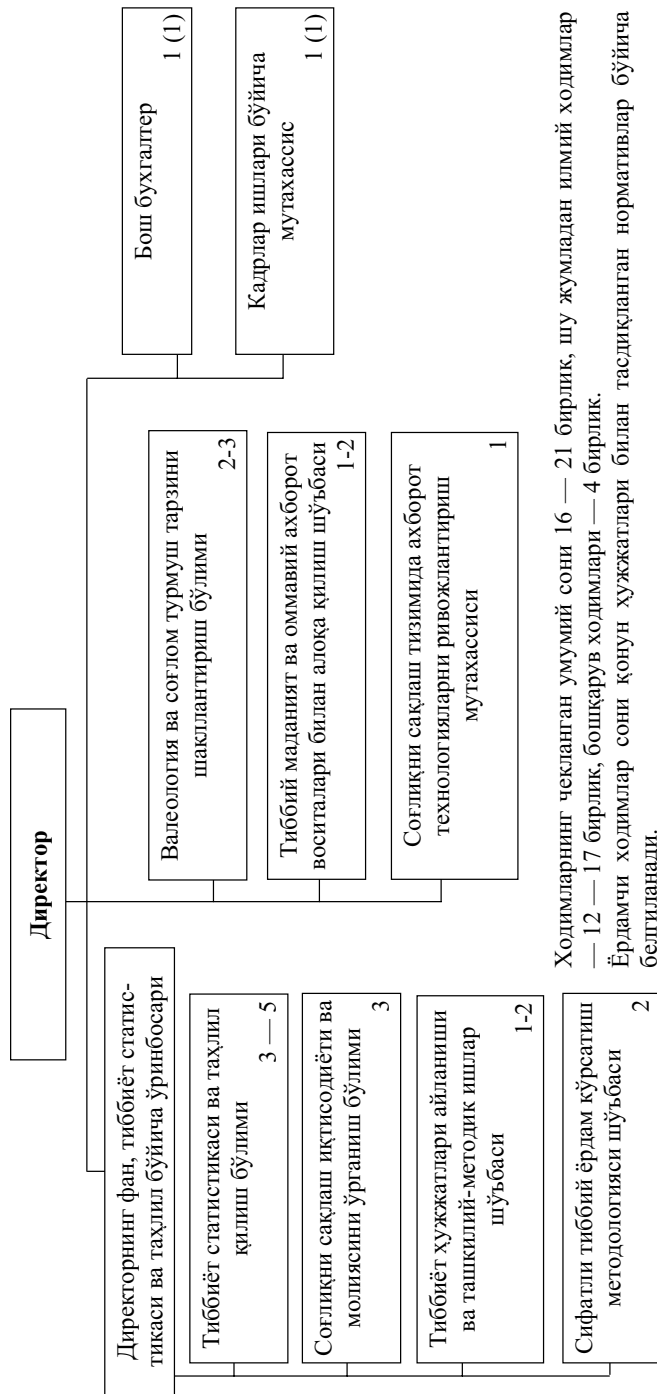 Директор
Директорнинг фан, тиббиёт статис-
тикаси ва таҳлил бўйича ўринбосари
Тиббиёт статистикаси ва таҳлил
қилиш бўлими
3 — 5
Соғлиқни сақлаш иқтисодиёти ва
молиясини ўрганиш бўлими
3
Тиббиёт ҳужжатлари айланиши
ва ташкилий-методик ишлар
шўъбаси
1-2
Сифатли тиббий ёрдам кўрсатиш
методологияси шўъбаси
2
Валеология ва соғлом турмуш тарзини
шакллантириш бўлими
2-3
Тиббий маданият ва оммавий ахборот
воситалари билан алоқа қилиш шўъбаси
1-2
Соғлиқни сақлаш тизимида ахборот
технологияларни ривожлантириш
мутахассиси
1
Бош бухгалтер
1 (1)
Кадрлар ишлари бўйича
мутахассис
1 (1)
Ходимларнинг чекланган умумий сони 16 — 21 бирлик, шу жумладан илмий ходимлар
— 12 — 17 бирлик, бошқарув ходимлари — 4 бирлик.
Ёрдамчи ходимлар сони қонун ҳужжатлари билан тасдиқланган нормативлар бўйича
белгиланади.